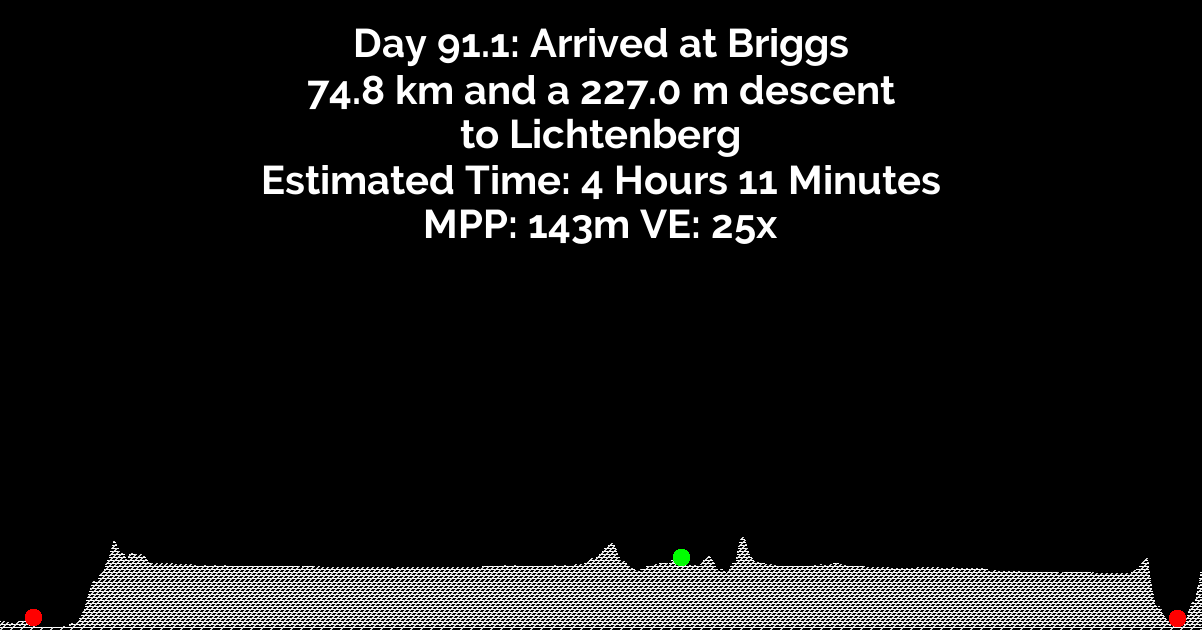 Day 91.1: Arrived at Briggs
74.8 km and a 227.0 m descent
to Lichtenberg
Estimated Time: 4 Hours 11 Minutes
MPP: 143m VE: 25x